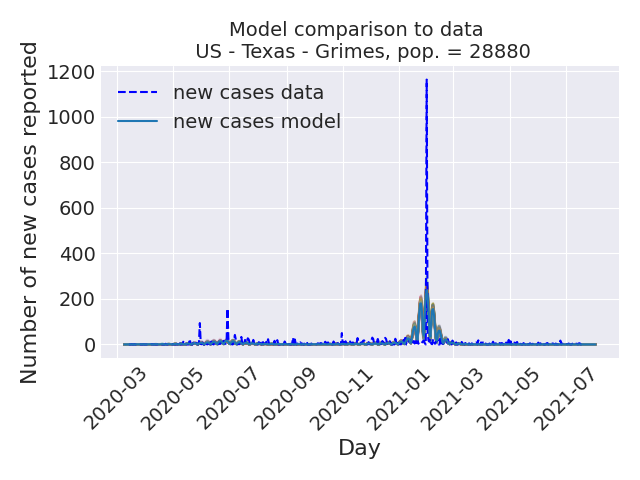 Model comparison to data
US - Texas - Grimes, pop. = 28880
Number of new cases reported
1200
1000
800
600
400
200
0
new cases data
new cases model
2020-03
2020-05
2020-07
2020-09
2020-11
2021-01
2021-03
2021-05
2021-07
Day